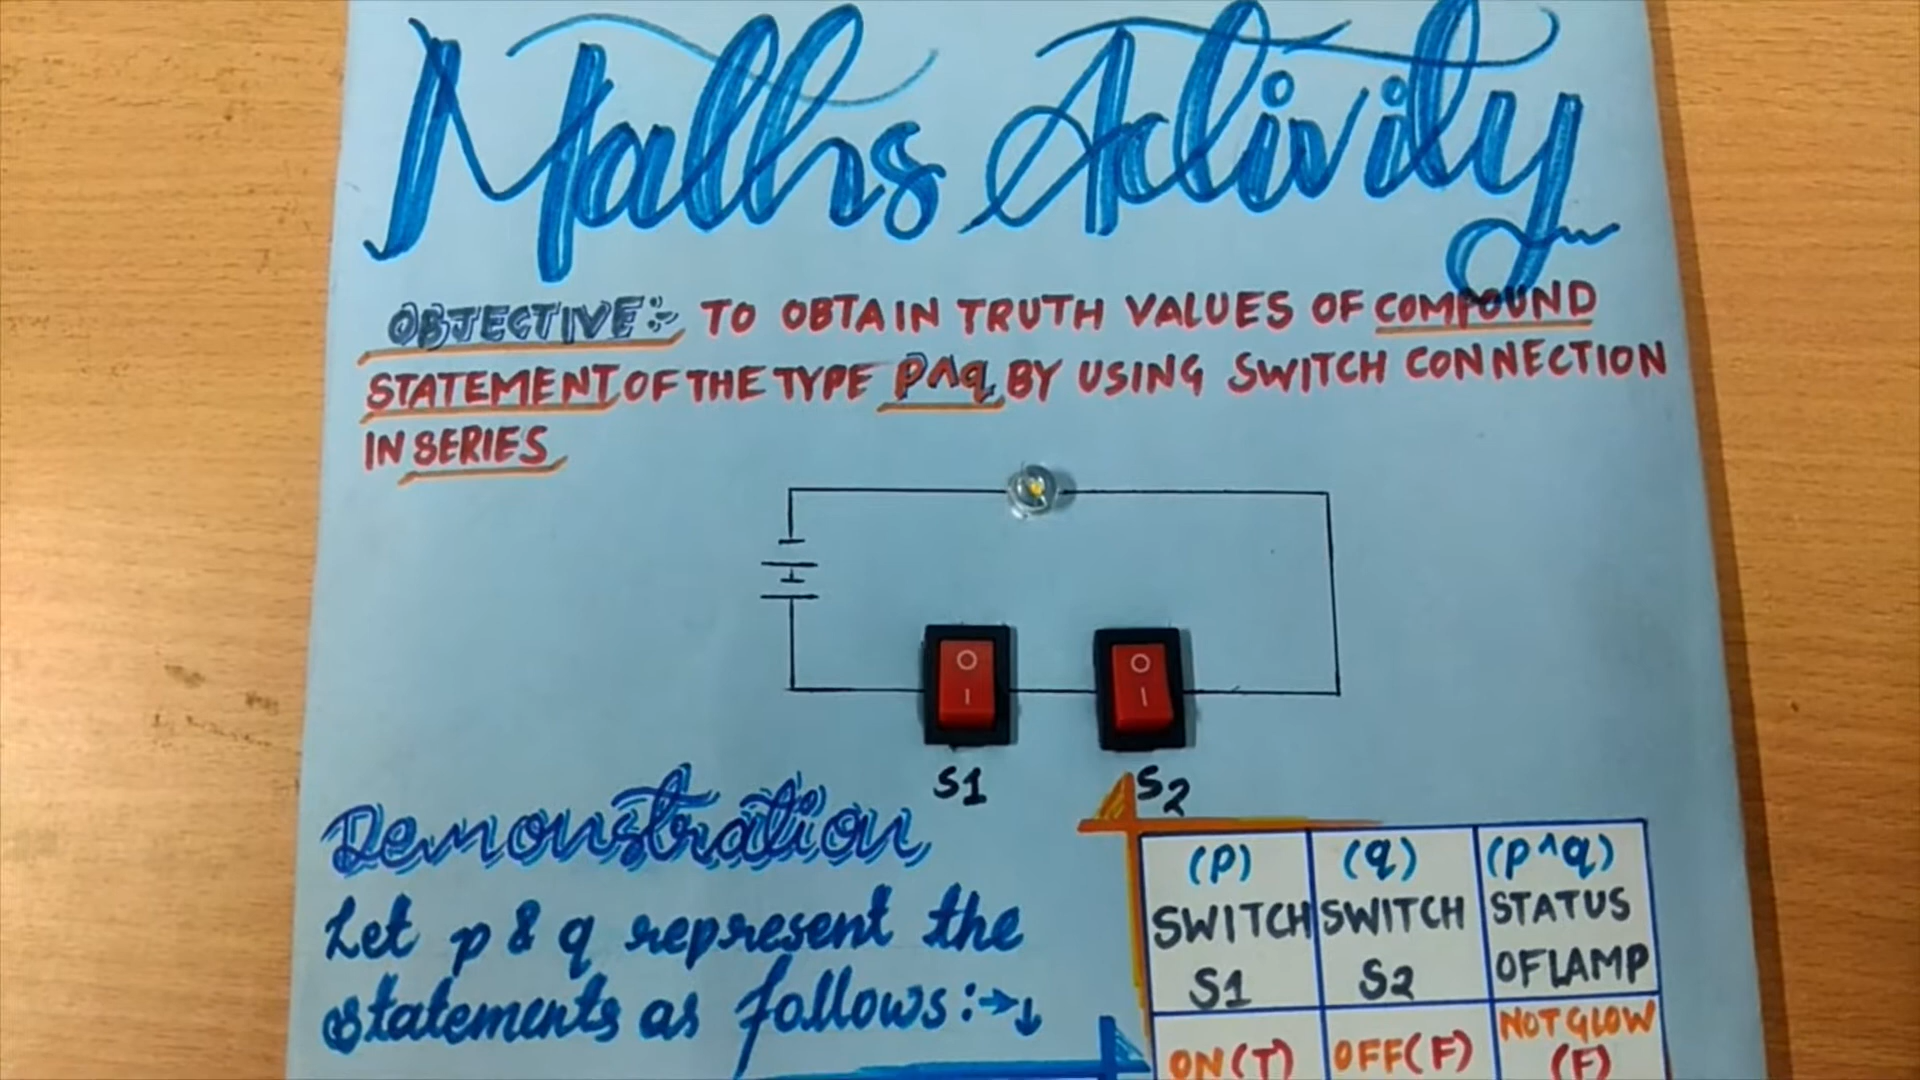 Maths Activity
OBJECTIVE:- TO OBTAIN TRUTH VALUES OF COMPOUND
STATEMENT OF THE TYPE p^q BY USING SWITCH CONNECTION
IN SERIES
O O
I I
S1 S2
Demonstration
Let p & q represent the
statements as follows:→↓
(p) (q) (p^q)
SWITCH SWITCH STATUS
S1 S2 OF LAMP
ON(T) OFF(F) NOT GLOW
(F)